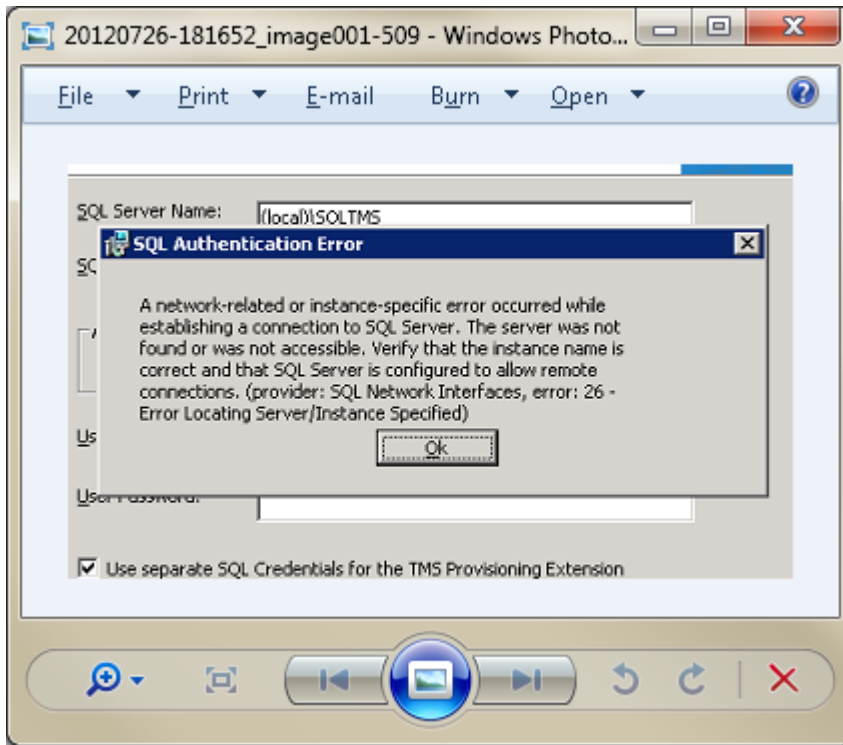 20120726-181652_image001-509 - Windows Photo...
File Print E-mail Burn Open
SQL Server Name: (local)\SQLTMS
SQL Authentication Error
SC
A network-related or instance-specific error occurred while
establishing a connection to SQL Server. The server was not
found or was not accessible. Verify that the instance name is
correct and that SQL Server is configured to allow remote
connections. (provider: SQL Network Interfaces, error: 26 -
Error Locating Server/Instance Specified)
Us
Ok
Use separate SQL Credentials for the TMS Provisioning Extension